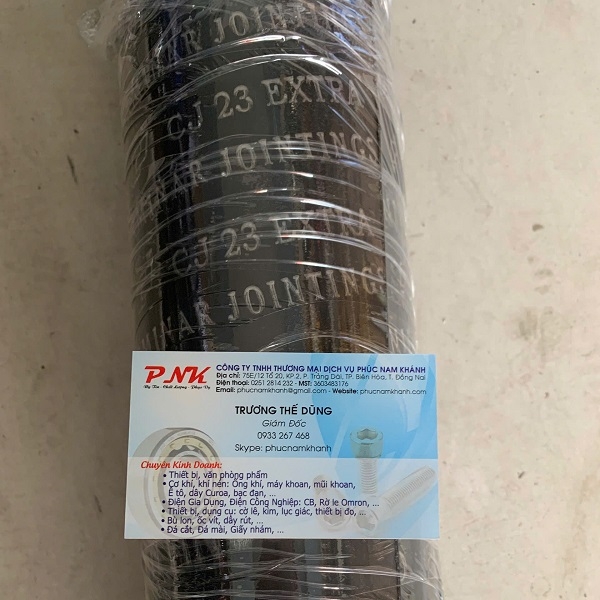 JOINTINGS
CJ 23 EXTRA
JOINTINGS
CJ 23 EXTRA
JOINTINGS
PNK
Uy Tín - Chất Lượng - Phục Vụ
CÔNG TY TNHH THƯƠNG MẠI DỊCH VỤ PHÚC NAM KHÁNH
Địa chỉ: 75E/12 Tổ 20, KP.2, P. Trảng Dài, TP. Biên Hòa, T. Đồng Nai
Điện thoại: 0251 2814 232 - MST: 3603483176
Email: phucnamkhanh@gmail.com - Website: phucnamkhanh.com
TRƯƠNG THẾ DŨNG
Giám Đốc
0933 267 468
Skype: phucnamkhanh
Chuyên Kinh Doanh:
• Thiết bị, văn phòng phẩm
• Cơ khí, khí nén: Ống khí, máy khoan, mũi khoan,
Ê tô, dây Curoa, bạc đạn, ...
• Điện Gia Dụng, Điện Công Nghiệp: CB, Rờ le Omron, ...
• Thiết bị, dụng cụ: cờ lê, kìm, lục giác, thiết bị đo, ...
• Bù lon, ốc vít, dây rút, ...
• Đá cắt, Đá mài, Giấy nhám, ...